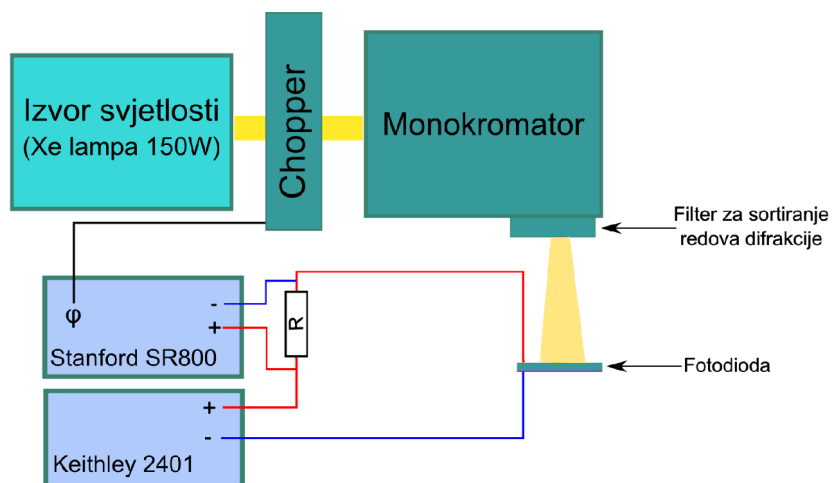 Izvor svjetlosti
(Xe lampa 150W)
Chopper
Monokromator
Filter za sortiranje
redova difrakcije
φ
-
+
Stanford SR800
R
Fotodioda
+
-
Keithley 2401